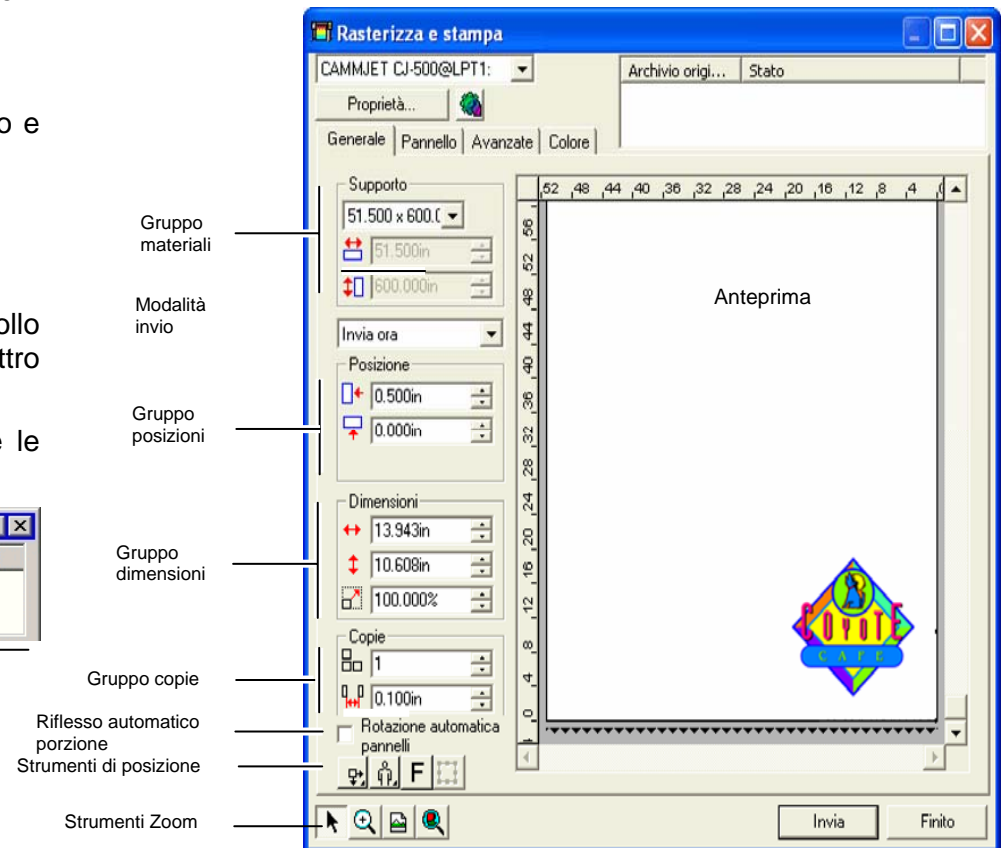 o e
ollo
ttro
e le
Gruppo
materiali
Modalità
invio
Gruppo
posizioni
Gruppo
dimensioni
Gruppo copie
Riflesso automatico
porzione
Strumenti di posizione
Strumenti Zoom
Rasterizza e stampa
CAMMJET CJ-500@LPT1:
Archivio origi... Stato
Proprietà...
Generale Pannello Avanzate Colore
Supporto
51.500 x 600.(
51.500in
600.000in
Invia ora
Posizione
0.500in
0.000in
Dimensioni
13.943in
10.608in
100.000%
Copie
1
0.100in
Rotazione automatica
pannelli
F
52 48 44 40 36 32 28 24 20 16 12 8 4 0
56 52 48 44 40 36 32 28 24 20 16 12 8 4 0
Anteprima
COYOTE
CAFE
Invia Finito